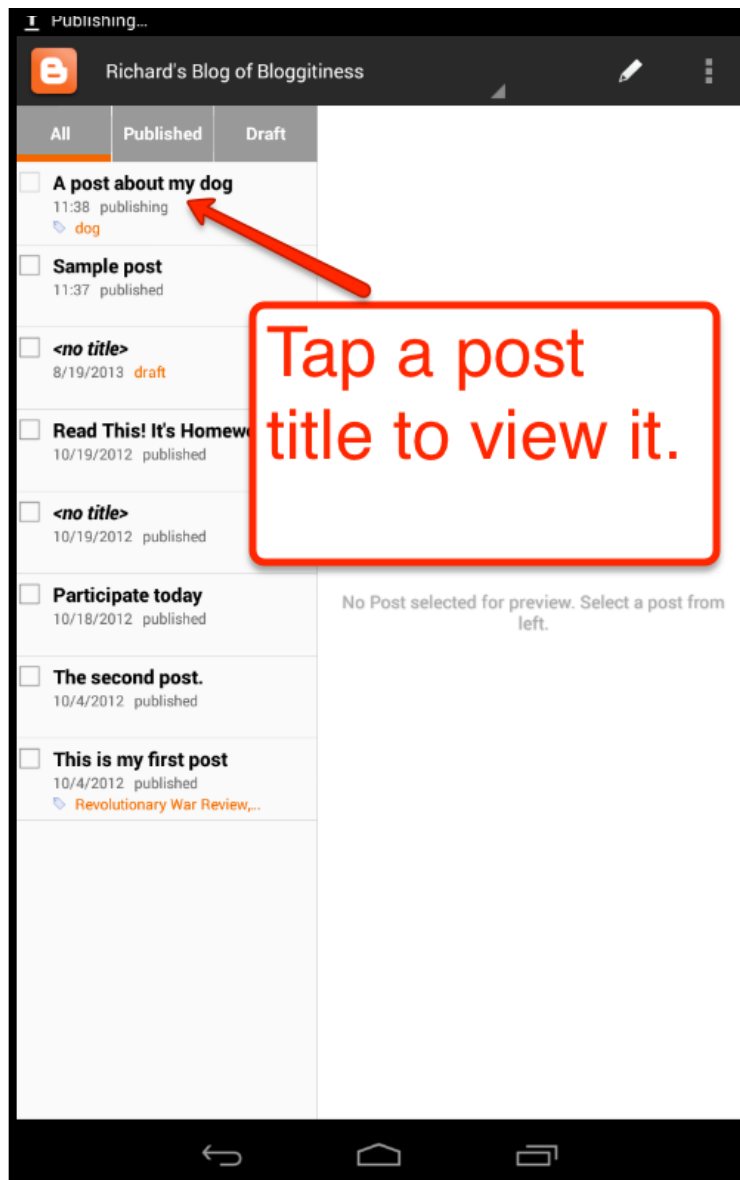 Publishing...
Richard's Blog of Bloggitiness
All Published Draft
A post about my dog
11:38 publishing
dog
Sample post
11:37 published
<no title>
8/19/2013 draft
Read This! It's Homew
10/19/2012 published
<no title>
10/19/2012 published
Participate today
10/18/2012 published
The second post.
10/4/2012 published
This is my first post
10/4/2012 published
Revolutionary War Review,...
Tap a post
title to view it.
No Post selected for preview. Select a post from
left.